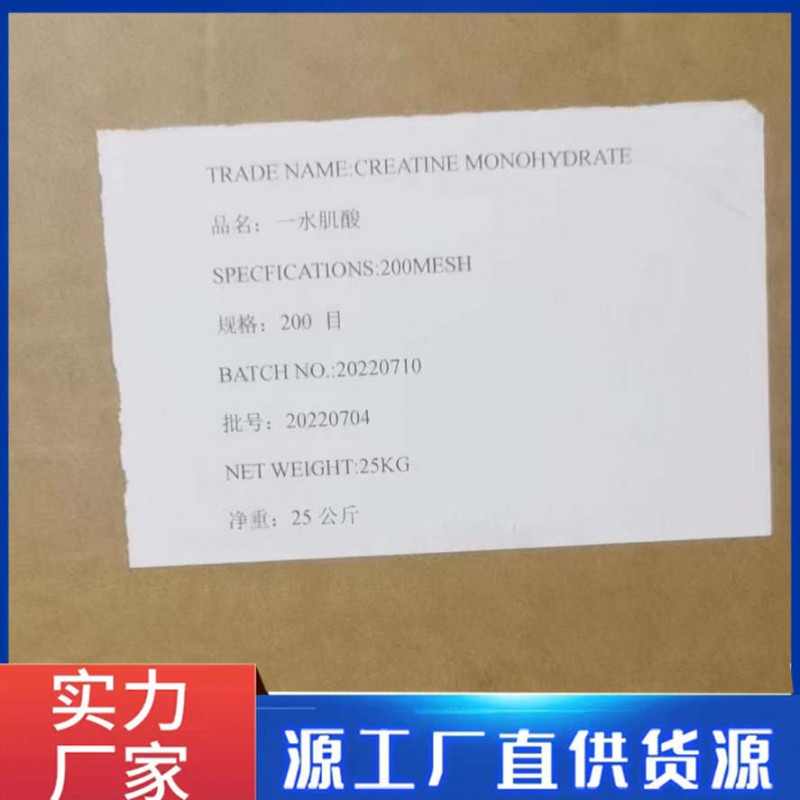 TRADE NAME:CREATINE MONOHYDRATE
品名：一水肌酸
SPECFICATIONS:200MESH
规格：200 目
BATCH NO.:20220710
批号：20220704
NET WEIGHT:25KG
净重：25 公斤
实力
厂家
源工厂直供货源